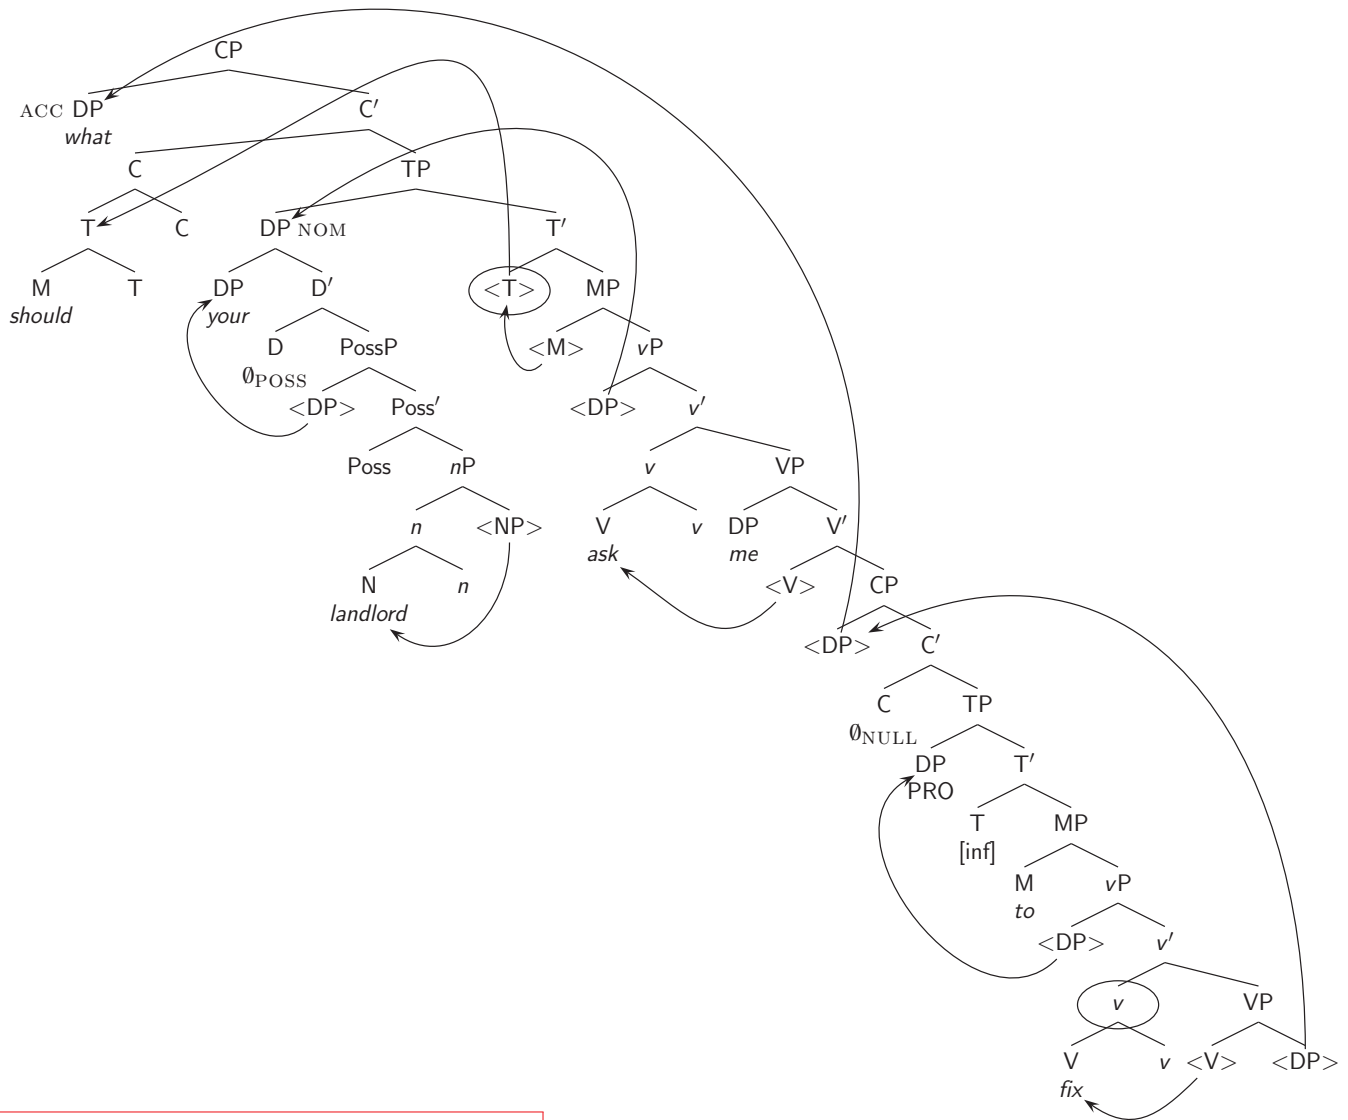 CP
ACC DP C′
what
C TP
T C DP NOM T′
M T DP D′ <T> MP
should your
D PossP <M> vP
∅POSS
<DP> Poss′ <DP> v′
Poss nP v VP
n <NP> V v DP V′
ask me
N n <V> CP
landlord
<DP> C′
C TP
∅NULL
DP T′
PRO
T MP
[inf]
M vP
to
<DP> v′
v VP
V v <V> <DP>
fix